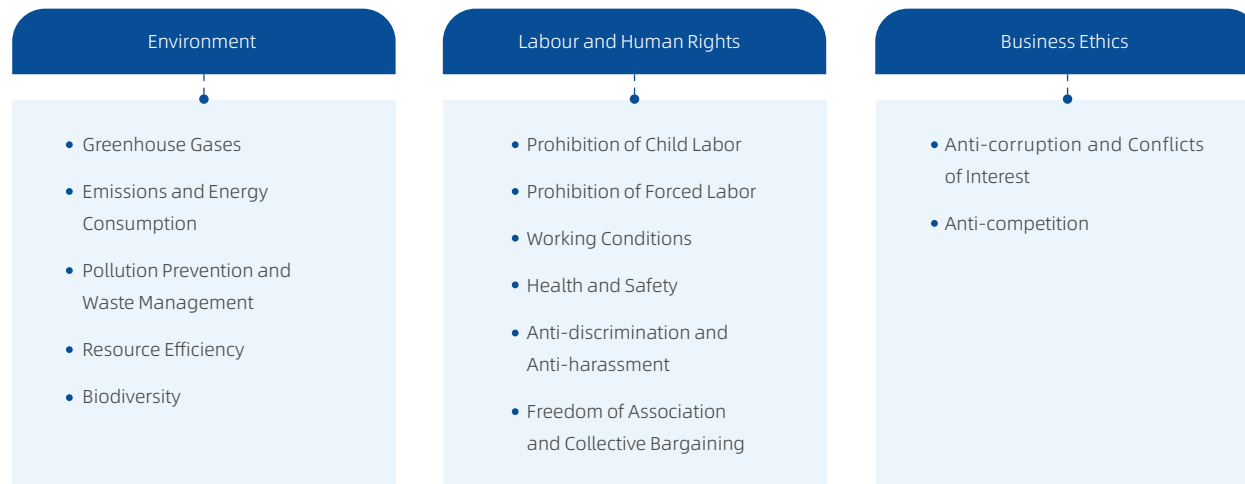 Environment
Greenhouse Gases
Emissions and Energy
Consumption
Pollution Prevention and
Waste Management
Resource Efficiency
Biodiversity
Labour and Human Rights
Prohibition of Child Labor
Prohibition of Forced Labor
Working Conditions
Health and Safety
Anti-discrimination and
Anti-harassment
Freedom of Association
and Collective Bargaining
Business Ethics
Anti-corruption and Conflicts
of Interest
Anti-competition